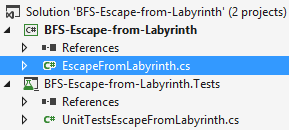 Solution 'BFS-Escape-from-Labyrinth' (2 projects)
C# BFS-Escape-from-Labyrinth
References
C# EscapeFromLabyrinth.cs
BFS-Escape-from-Labyrinth.Tests
References
C# UnitTestsEscapeFromLabyrinth.cs